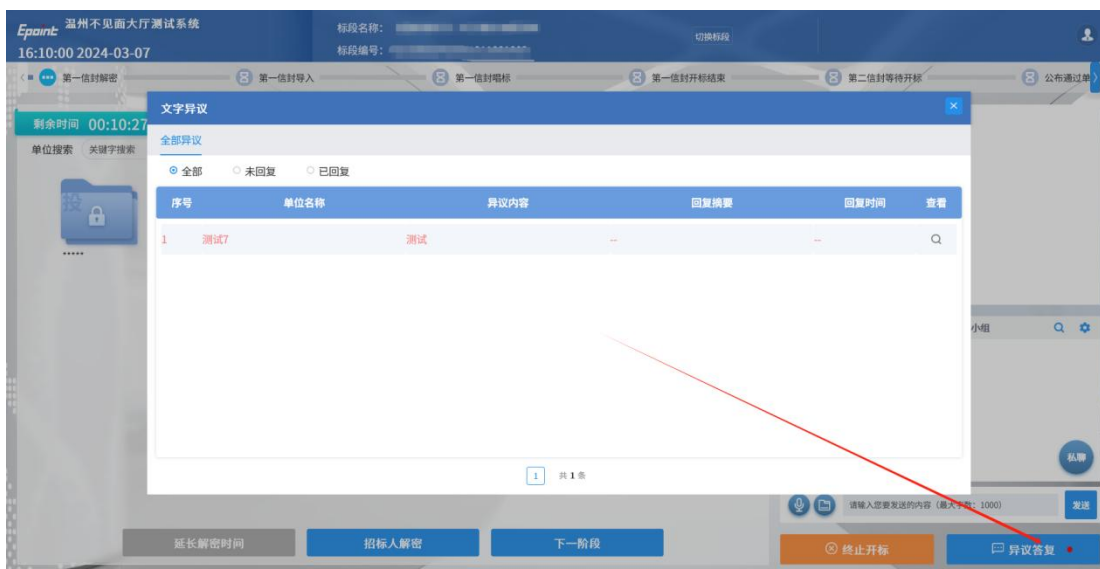 Epoint 温州不见面大厅测试系统
16:10:00 2024-03-07
标段名称:
标段编号:
切换标段
第一信封解密
第一信封导入
第一信封唱标
第一信封开标结束
第二信封等待开标
公布通过单
剩余时间 00:10:27
单位搜索 关键字搜索
投
*****
文字异议
全部异议
全部 未回复 已回复
序号 单位名称 异议内容 回复摘要 回复时间 查看
1 测试7 测试 -- --
1 共 1 条
小组
私聊
请输入您要发送的内容（最大字数：1000） 发送
延长解密时间 招标人解密 下一阶段 终止开标 异议答复